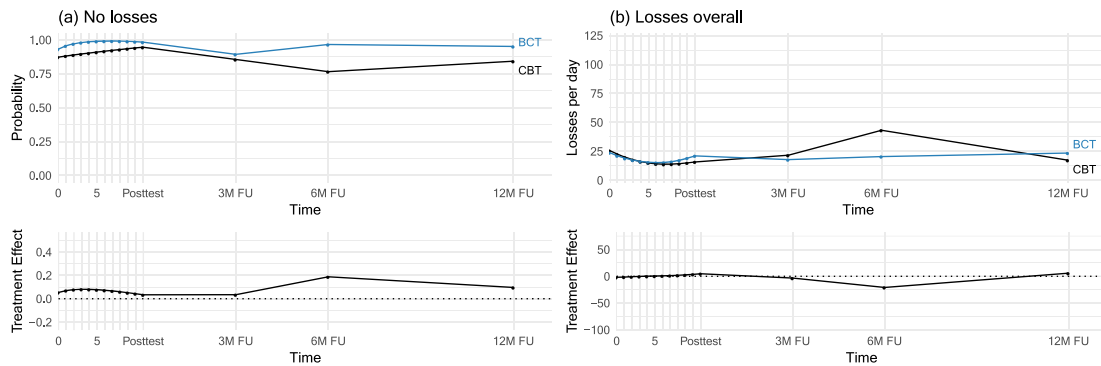 (a) No losses
Probability
1.00
0.75
0.50
0.25
0.00
BCT
CBT
0 5 Posttest 3M FU 6M FU 12M FU
Time
Treatment Effect
0.4
0.2
0.0
−0.2
0 5 Posttest 3M FU 6M FU 12M FU
Time
(b) Losses overall
Losses per day
125
100
75
50
25
0
BCT
CBT
0 5 Posttest 3M FU 6M FU 12M FU
Time
Treatment Effect
50
0
−50
−100
0 5 Posttest 3M FU 6M FU 12M FU
Time